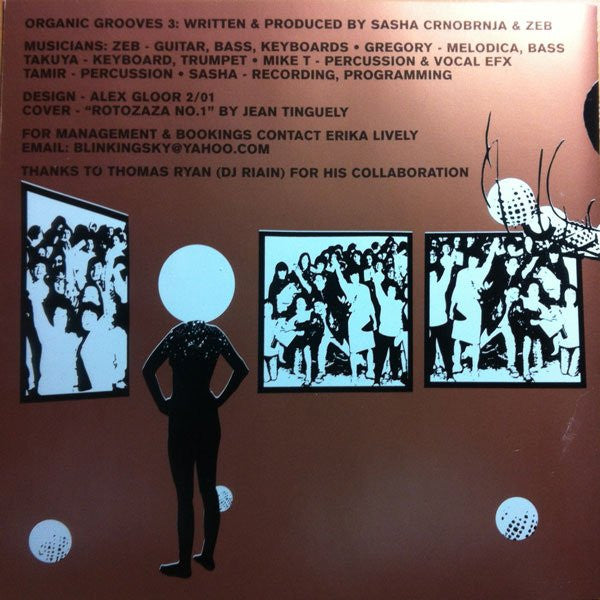 ORGANIC GROOVES 3: WRITTEN & PRODUCED BY SASHA CRNOBRNJA & ZEB
MUSICIANS: ZEB - GUITAR, BASS, KEYBOARDS • GREGORY - MELODICA, BASS
TAKUYA - KEYBOARD, TRUMPET • MIKE T - PERCUSSION & VOCAL EFX
TAMIR - PERCUSSION • SASHA - RECORDING, PROGRAMMING
DESIGN - ALEX GLOOR 2/01
COVER - “ROTOZAZA NO.1” BY JEAN TINGUELY
FOR MANAGEMENT & BOOKINGS CONTACT ERIKA LIVELY
EMAIL: BLINKINGSKY@YAHOO.COM
THANKS TO THOMAS RYAN (DJ RIAIN) FOR HIS COLLABORATION